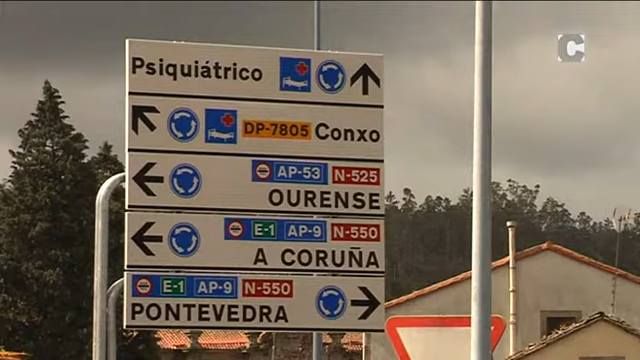 Psiquiátrico
DP-7805 Conxo
AP-53 N-525
OURENSE
E-1 AP-9 N-550
A CORUÑA
E-1 AP-9 N-550
PONTEVEDRA
C